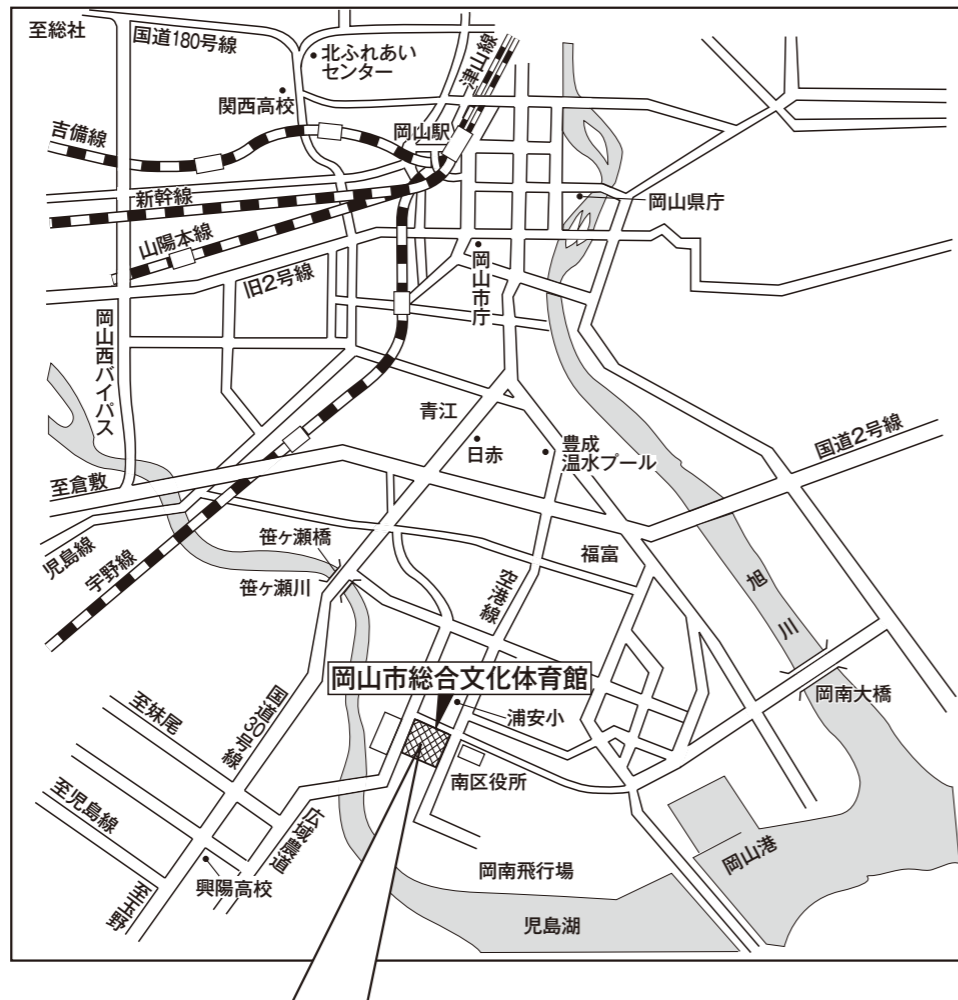 至総社
国道180号線
北ふれあい
センター
津山線
関西高校
吉備線
岡山駅
新幹線
岡山県庁
山陽本線
旧2号線
岡山市庁
岡山西バイパス
青江
日赤
豊成
温水プール
国道2号線
至倉敷
児島線
宇野線
笹ヶ瀬橋
笹ヶ瀬川
福富
空港線
旭川
岡山市総合文化体育館
岡南大橋
至妹尾
国道30号線
浦安小
南区役所
至児島線
広域農道
岡山港
興陽高校
岡南飛行場
至玉野
児島湖